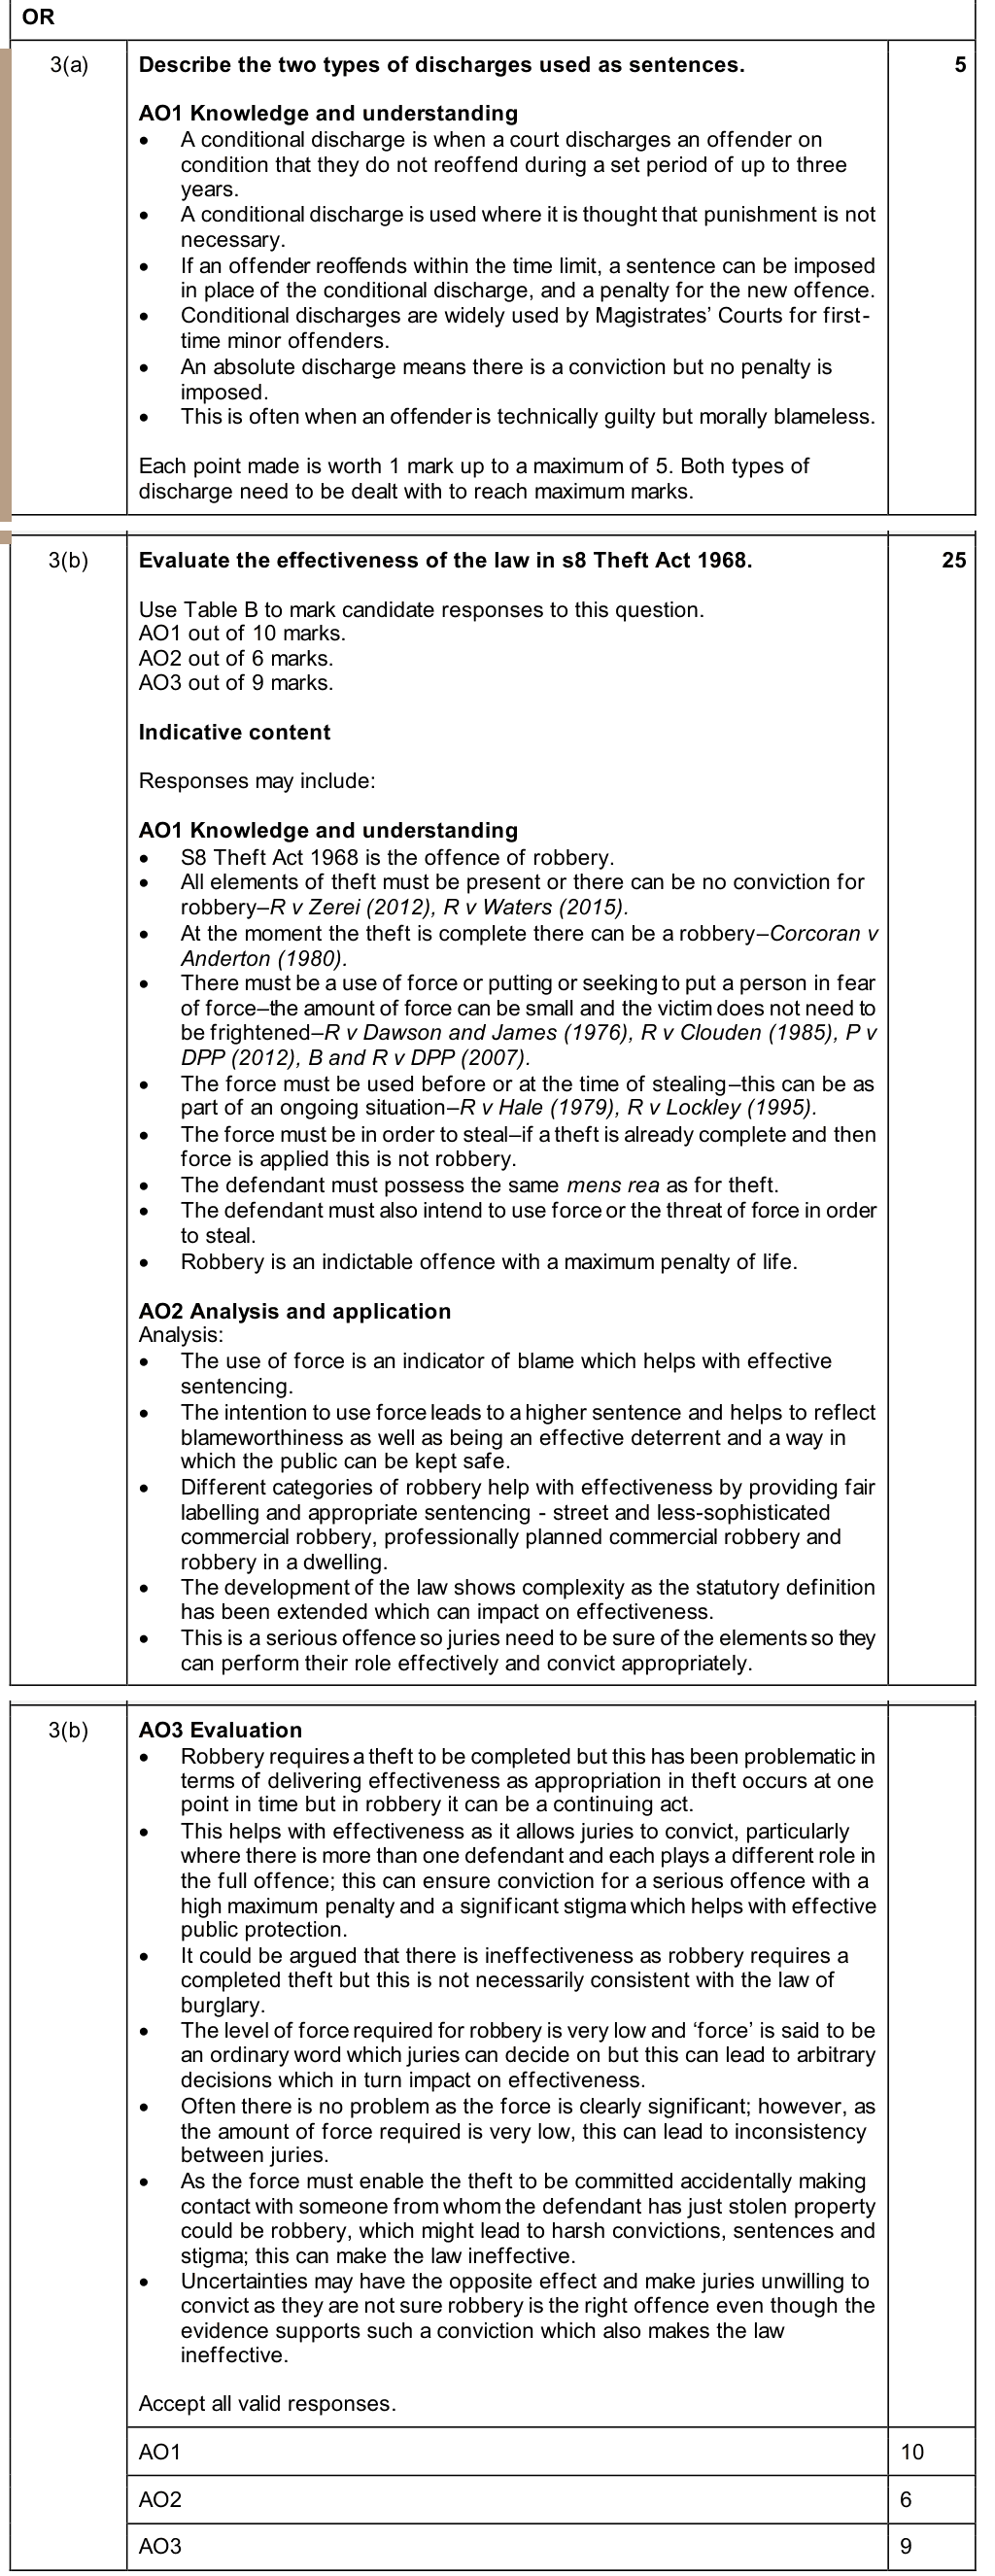 OR
3(a) Describe the two types of discharges used as sentences. 5
AO1 Knowledge and understanding
• A conditional discharge is when a court discharges an offender on
condition that they do not reoffend during a set period of up to three
years.
• A conditional discharge is used where it is thought that punishment is not
necessary.
• If an offender reoffends within the time limit, a sentence can be imposed
in place of the conditional discharge, and a penalty for the new offence.
• Conditional discharges are widely used by Magistrates’ Courts for first-
time minor offenders.
• An absolute discharge means there is a conviction but no penalty is
imposed.
• This is often when an offender is technically guilty but morally blameless.
Each point made is worth 1 mark up to a maximum of 5. Both types of
discharge need to be dealt with to reach maximum marks.
3(b) Evaluate the effectiveness of the law in s8 Theft Act 1968. 25
Use Table B to mark candidate responses to this question.
AO1 out of 10 marks.
AO2 out of 6 marks.
AO3 out of 9 marks.
Indicative content
Responses may include:
AO1 Knowledge and understanding
• S8 Theft Act 1968 is the offence of robbery.
• All elements of theft must be present or there can be no conviction for
robbery–R v Zerei (2012), R v Waters (2015).
• At the moment the theft is complete there can be a robbery–Corcoran v
Anderton (1980).
• There must be a use of force or putting or seeking to put a person in fear
of force–the amount of force can be small and the victim does not need to
be frightened–R v Dawson and James (1976), R v Clouden (1985), P v
DPP (2012), B and R v DPP (2007).
• The force must be used before or at the time of stealing–this can be as
part of an ongoing situation–R v Hale (1979), R v Lockley (1995).
• The force must be in order to steal–if a theft is already complete and then
force is applied this is not robbery.
• The defendant must possess the same mens rea as for theft.
• The defendant must also intend to use force or the threat of force in order
to steal.
• Robbery is an indictable offence with a maximum penalty of life.
AO2 Analysis and application
Analysis:
• The use of force is an indicator of blame which helps with effective
sentencing.
• The intention to use force leads to a higher sentence and helps to reflect
blameworthiness as well as being an effective deterrent and a way in
which the public can be kept safe.
• Different categories of robbery help with effectiveness by providing fair
labelling and appropriate sentencing - street and less-sophisticated
commercial robbery, professionally planned commercial robbery and
robbery in a dwelling.
• The development of the law shows complexity as the statutory definition
has been extended which can impact on effectiveness.
• This is a serious offence so juries need to be sure of the elements so they
can perform their role effectively and convict appropriately.
3(b) AO3 Evaluation
• Robbery requires a theft to be completed but this has been problematic in
terms of delivering effectiveness as appropriation in theft occurs at one
point in time but in robbery it can be a continuing act.
• This helps with effectiveness as it allows juries to convict, particularly
where there is more than one defendant and each plays a different role in
the full offence; this can ensure conviction for a serious offence with a
high maximum penalty and a significant stigma which helps with effective
public protection.
• It could be argued that there is ineffectiveness as robbery requires a
completed theft but this is not necessarily consistent with the law of
burglary.
• The level of force required for robbery is very low and ‘force’ is said to be
an ordinary word which juries can decide on but this can lead to arbitrary
decisions which in turn impact on effectiveness.
• Often there is no problem as the force is clearly significant; however, as
the amount of force required is very low, this can lead to inconsistency
between juries.
• As the force must enable the theft to be committed accidentally making
contact with someone from whom the defendant has just stolen property
could be robbery, which might lead to harsh convictions, sentences and
stigma; this can make the law ineffective.
• Uncertainties may have the opposite effect and make juries unwilling to
convict as they are not sure robbery is the right offence even though the
evidence supports such a conviction which also makes the law
ineffective.
Accept all valid responses.
AO1 10
AO2 6
AO3 9